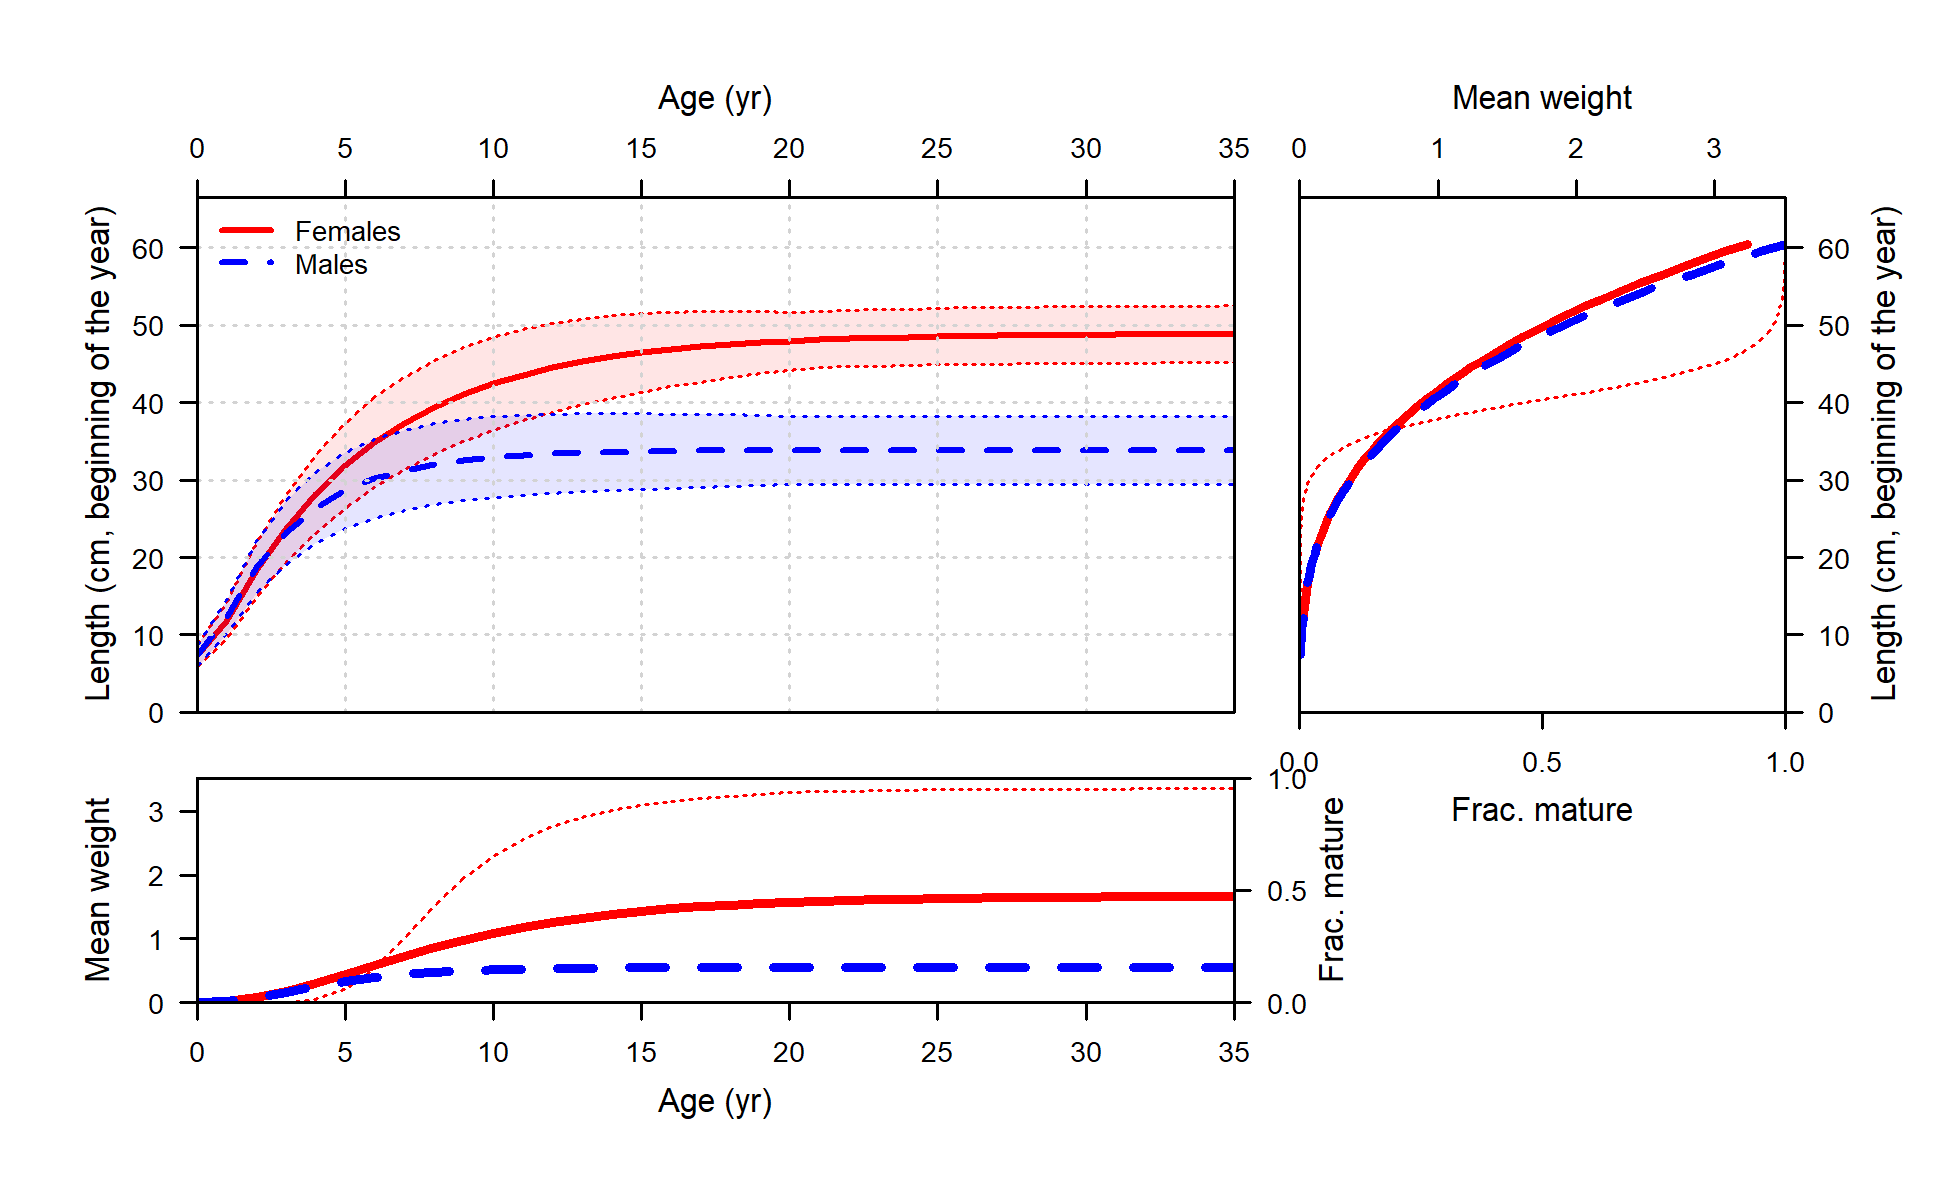 Age (yr)
Mean weight
0 5 10 15 20 25 30 35
0 1 2 3
Length (cm, beginning of the year)
60
50
40
30
20
10
0
Females
Males
60
50
40
30
20
10
0
Length (cm, beginning of the year)
0.0 0.5 1.0
Frac. mature
Mean weight
3
2
1
0
1.0
0.5
0.0
Frac. mature
0 5 10 15 20 25 30 35
Age (yr)